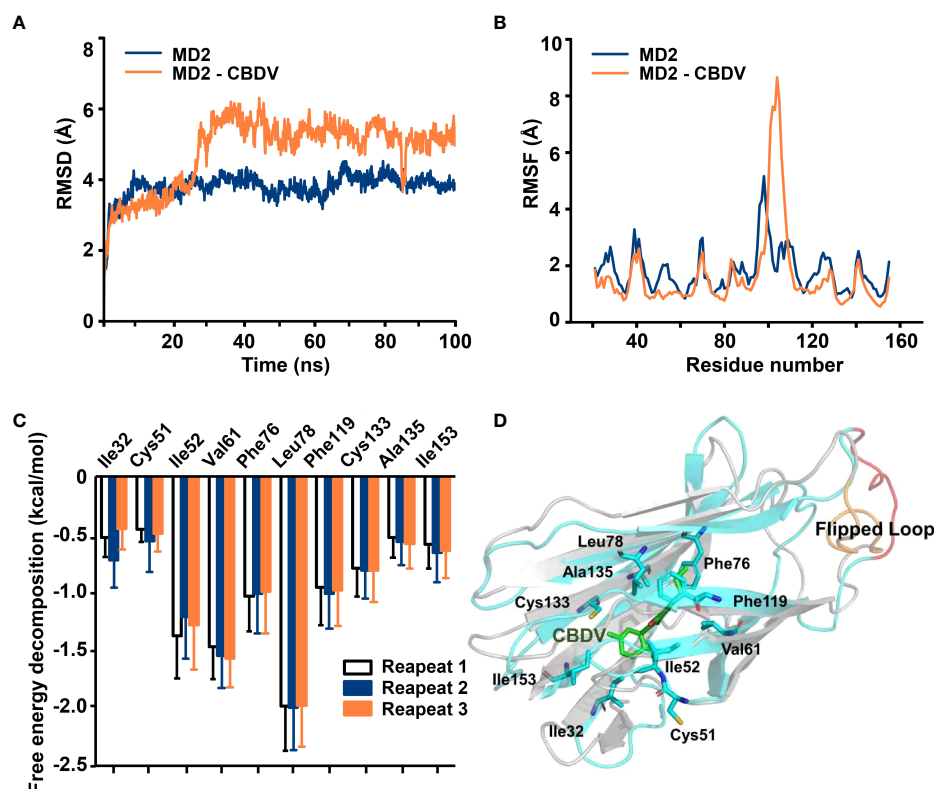 A
8
6
4
2
0
RMSD (Å)
MD2
MD2 - CBDV
20
40
60
80
100
Time (ns)
B
10
8
6
4
2
0
RMSF (Å)
MD2
MD2 - CBDV
40
80
120
160
Residue number
C
Ile32
Cys51
Ile52
Val61
Phe76
Leu78
Phe119
Cys133
Ala135
Ile153
0
-0.5
-1.0
-1.5
-2.0
-2.5
Free energy decomposition (kcal/mol)
Reapeat 1
Reapeat 2
Reapeat 3
D
Flipped Loop
Leu78
Ala135
Phe76
Cys133
Phe119
CBDV
Val61
Ile52
Ile153
Ile32
Cys51